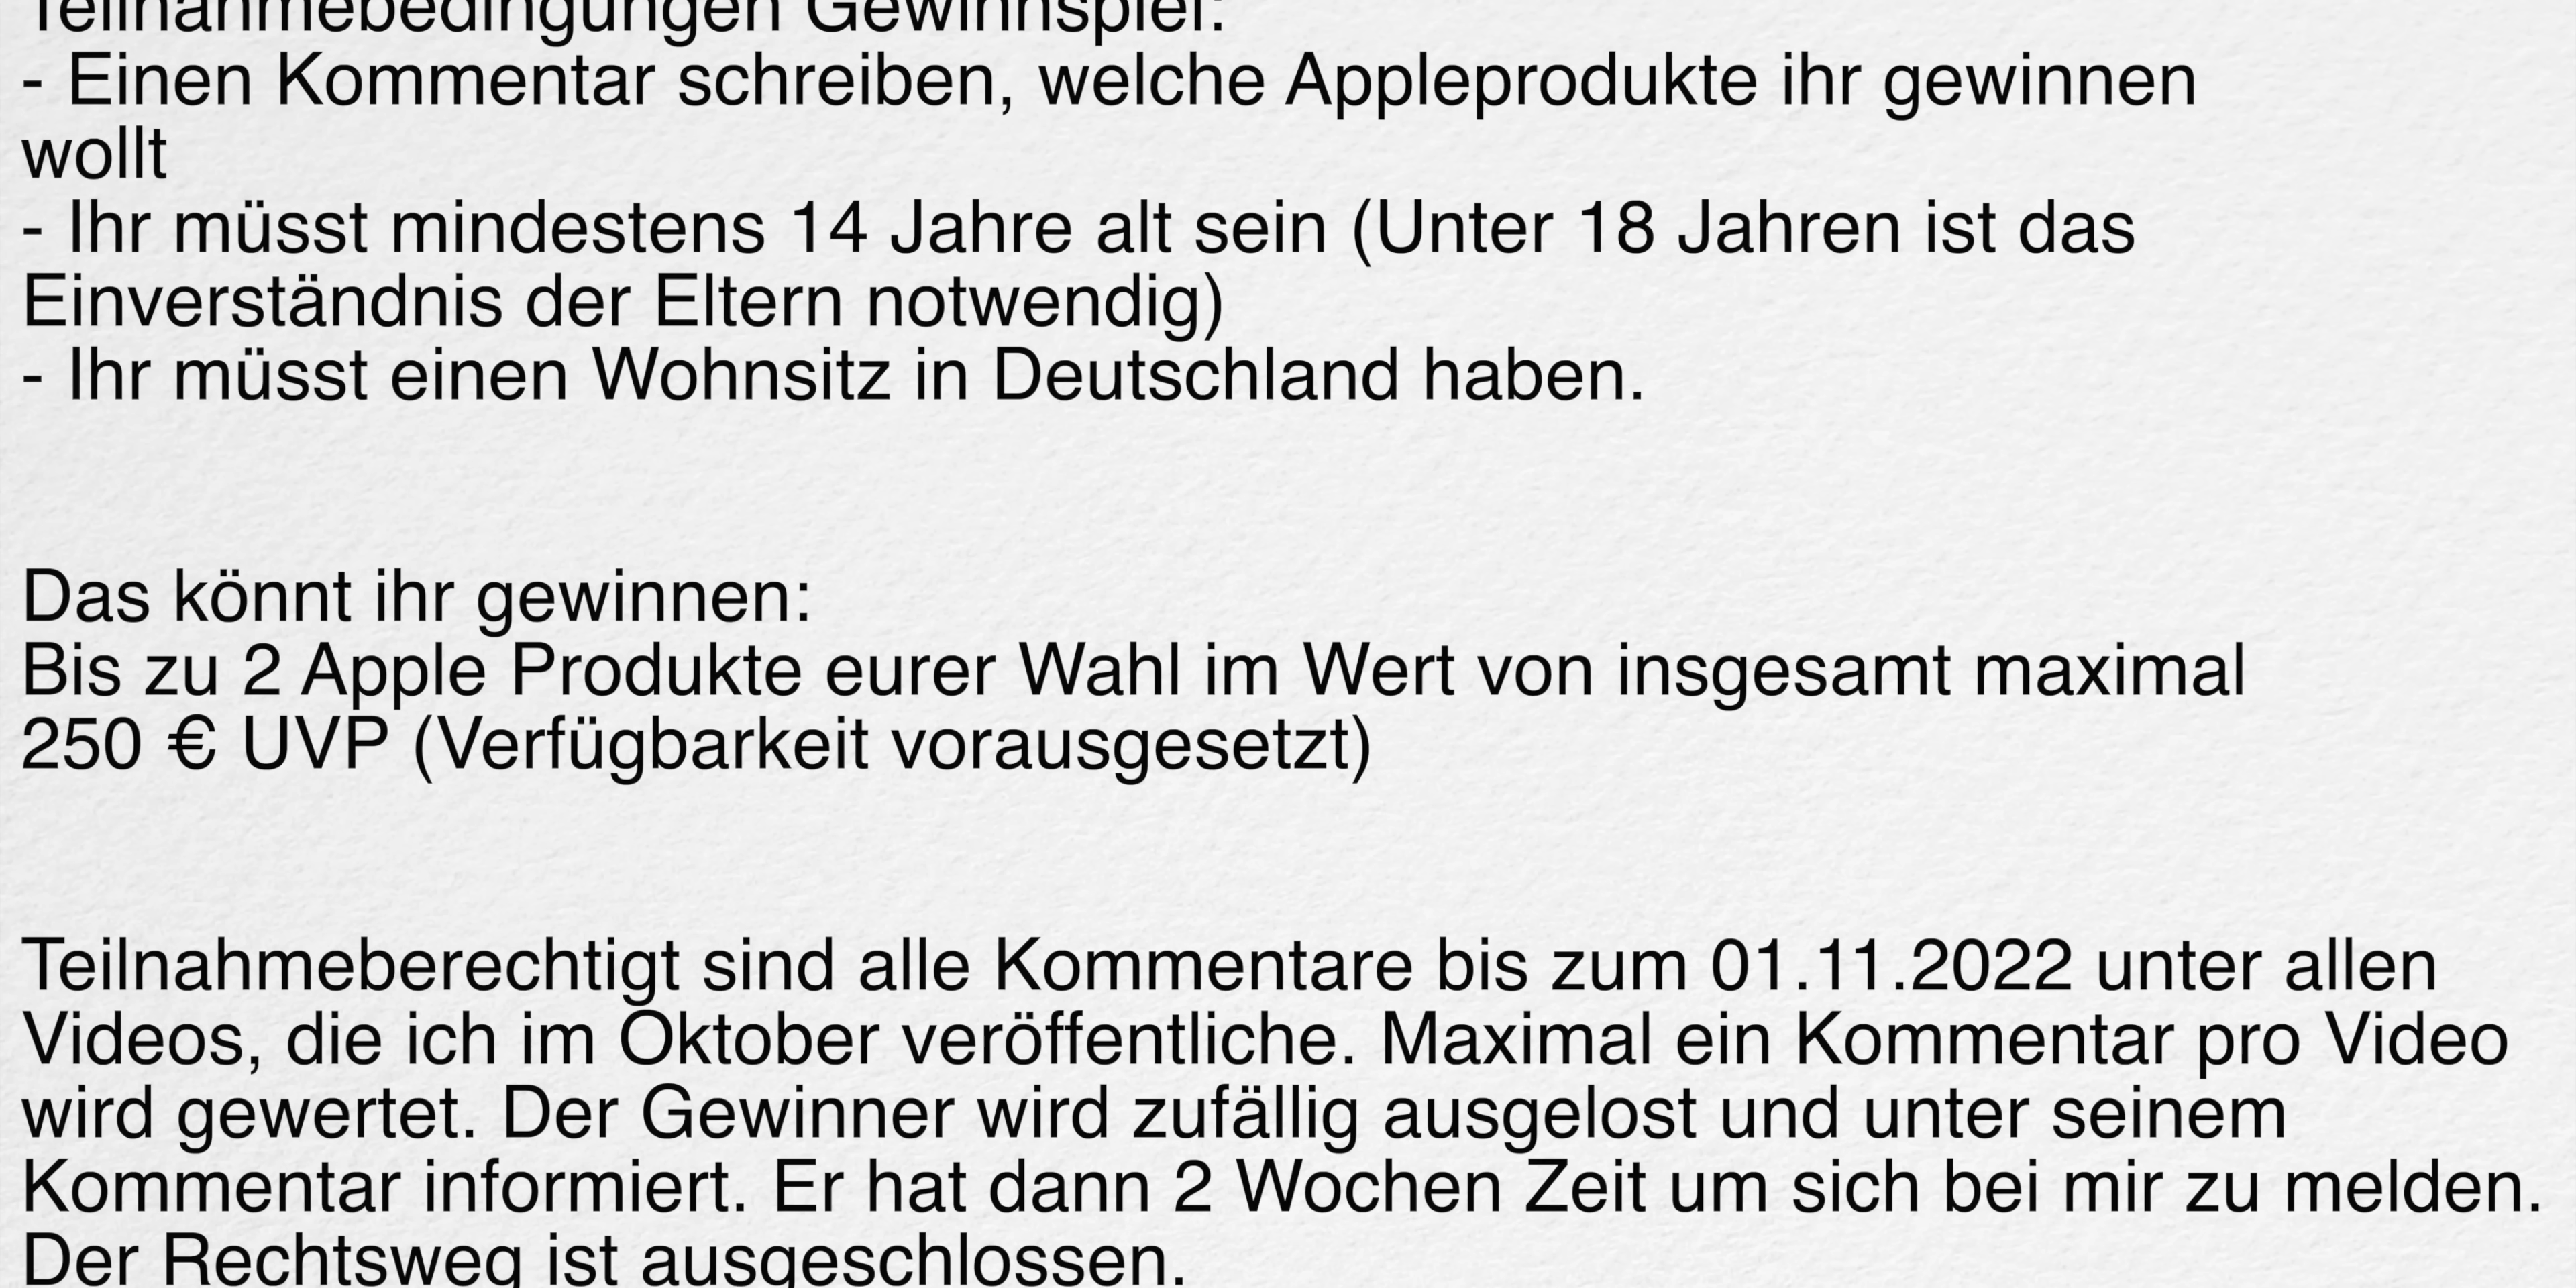 Teilnahmebedingungen Gewinnspiel:
- Einen Kommentar schreiben, welche Appleprodukte ihr gewinnen
wollt
- Ihr müsst mindestens 14 Jahre alt sein (Unter 18 Jahren ist das
Einverständnis der Eltern notwendig)
- Ihr müsst einen Wohnsitz in Deutschland haben.
Das könnt ihr gewinnen:
Bis zu 2 Apple Produkte eurer Wahl im Wert von insgesamt maximal
250 € UVP (Verfügbarkeit vorausgesetzt)
Teilnahmeberechtigt sind alle Kommentare bis zum 01.11.2022 unter allen
Videos, die ich im Oktober veröffentliche. Maximal ein Kommentar pro Video
wird gewertet. Der Gewinner wird zufällig ausgelost und unter seinem
Kommentar informiert. Er hat dann 2 Wochen Zeit um sich bei mir zu melden.
Der Rechtsweg ist ausgeschlossen.